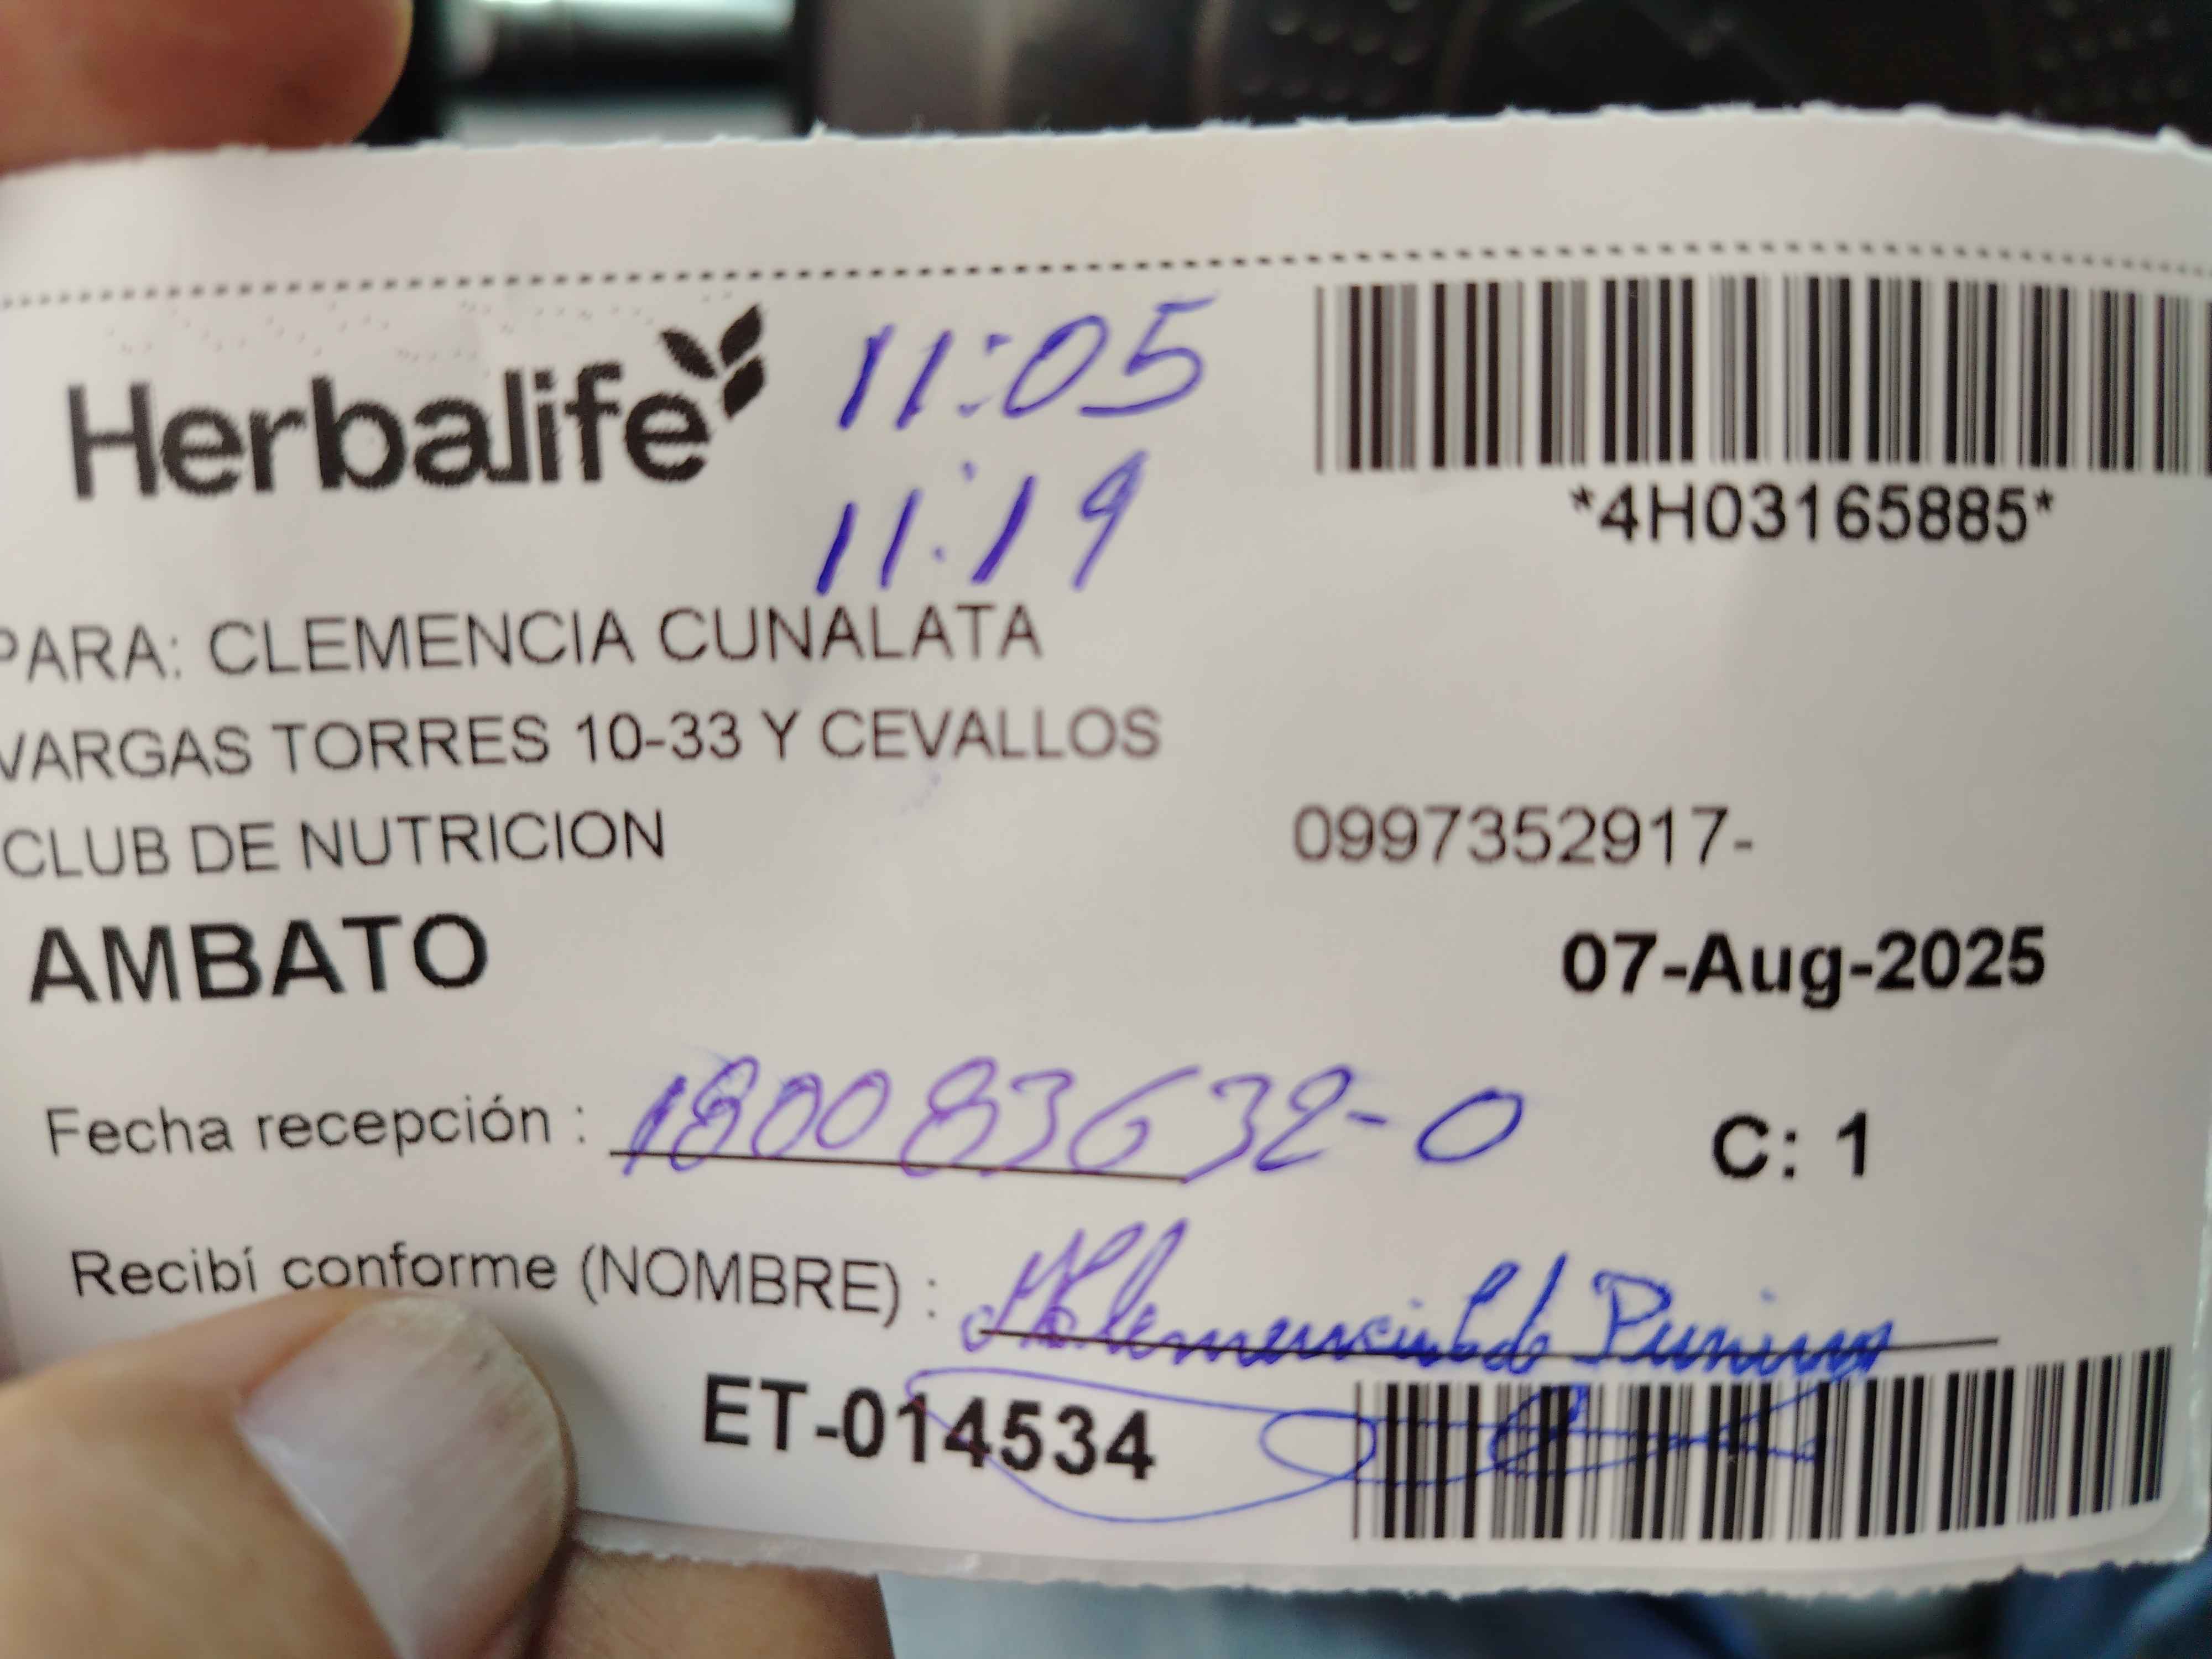 Herbalife
11:05
11:19
*4H03165885*
PARA: CLEMENCIA CUNALATA
VARGAS TORRES 10-33 Y CEVALLOS
CLUB DE NUTRICION
0997352917-
AMBATO
07-Aug-2025
Fecha recepción : 180083632-0
C: 1
Recibí conforme (NOMBRE) :
ET-014534